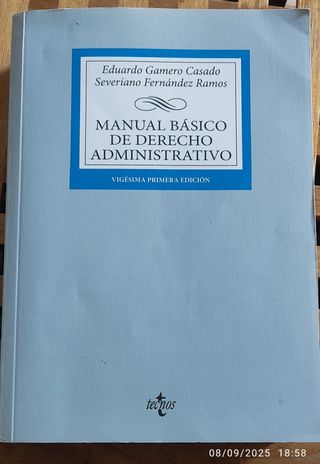 Eduardo Gamero Casado
Severiano Fernández Ramos
MANUAL BÁSICO
DE DERECHO
ADMINISTRATIVO
VIGÉSIMA PRIMERA EDICIÓN
tecnos
08/09/2025 18:58